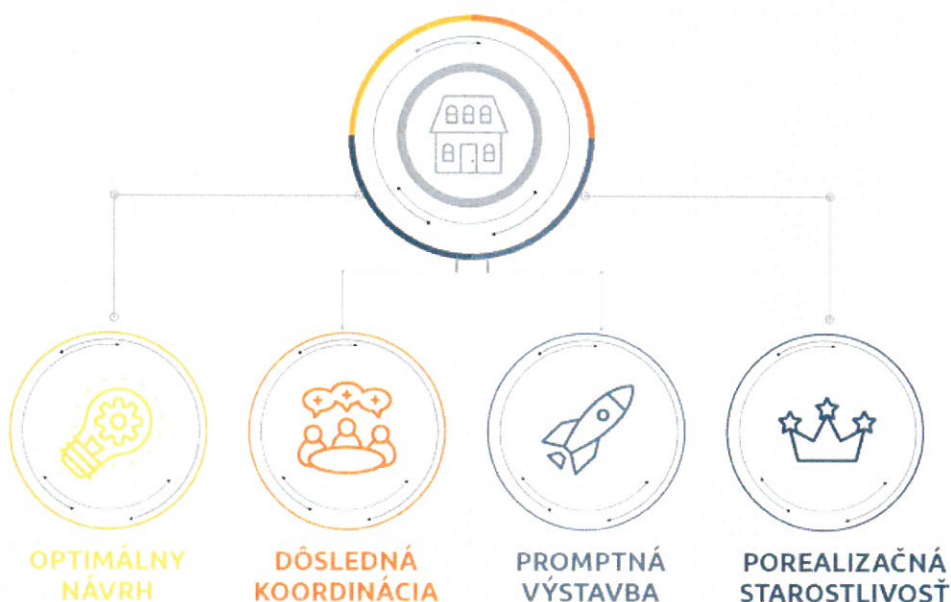 OPTIMÁLNY
NÁVRH
DÔSLEDNÁ
KOORDINÁCIA
PROMPTNÁ
VÝSTAVBA
POREALIZAČNÁ
STAROSTLIVOSŤ